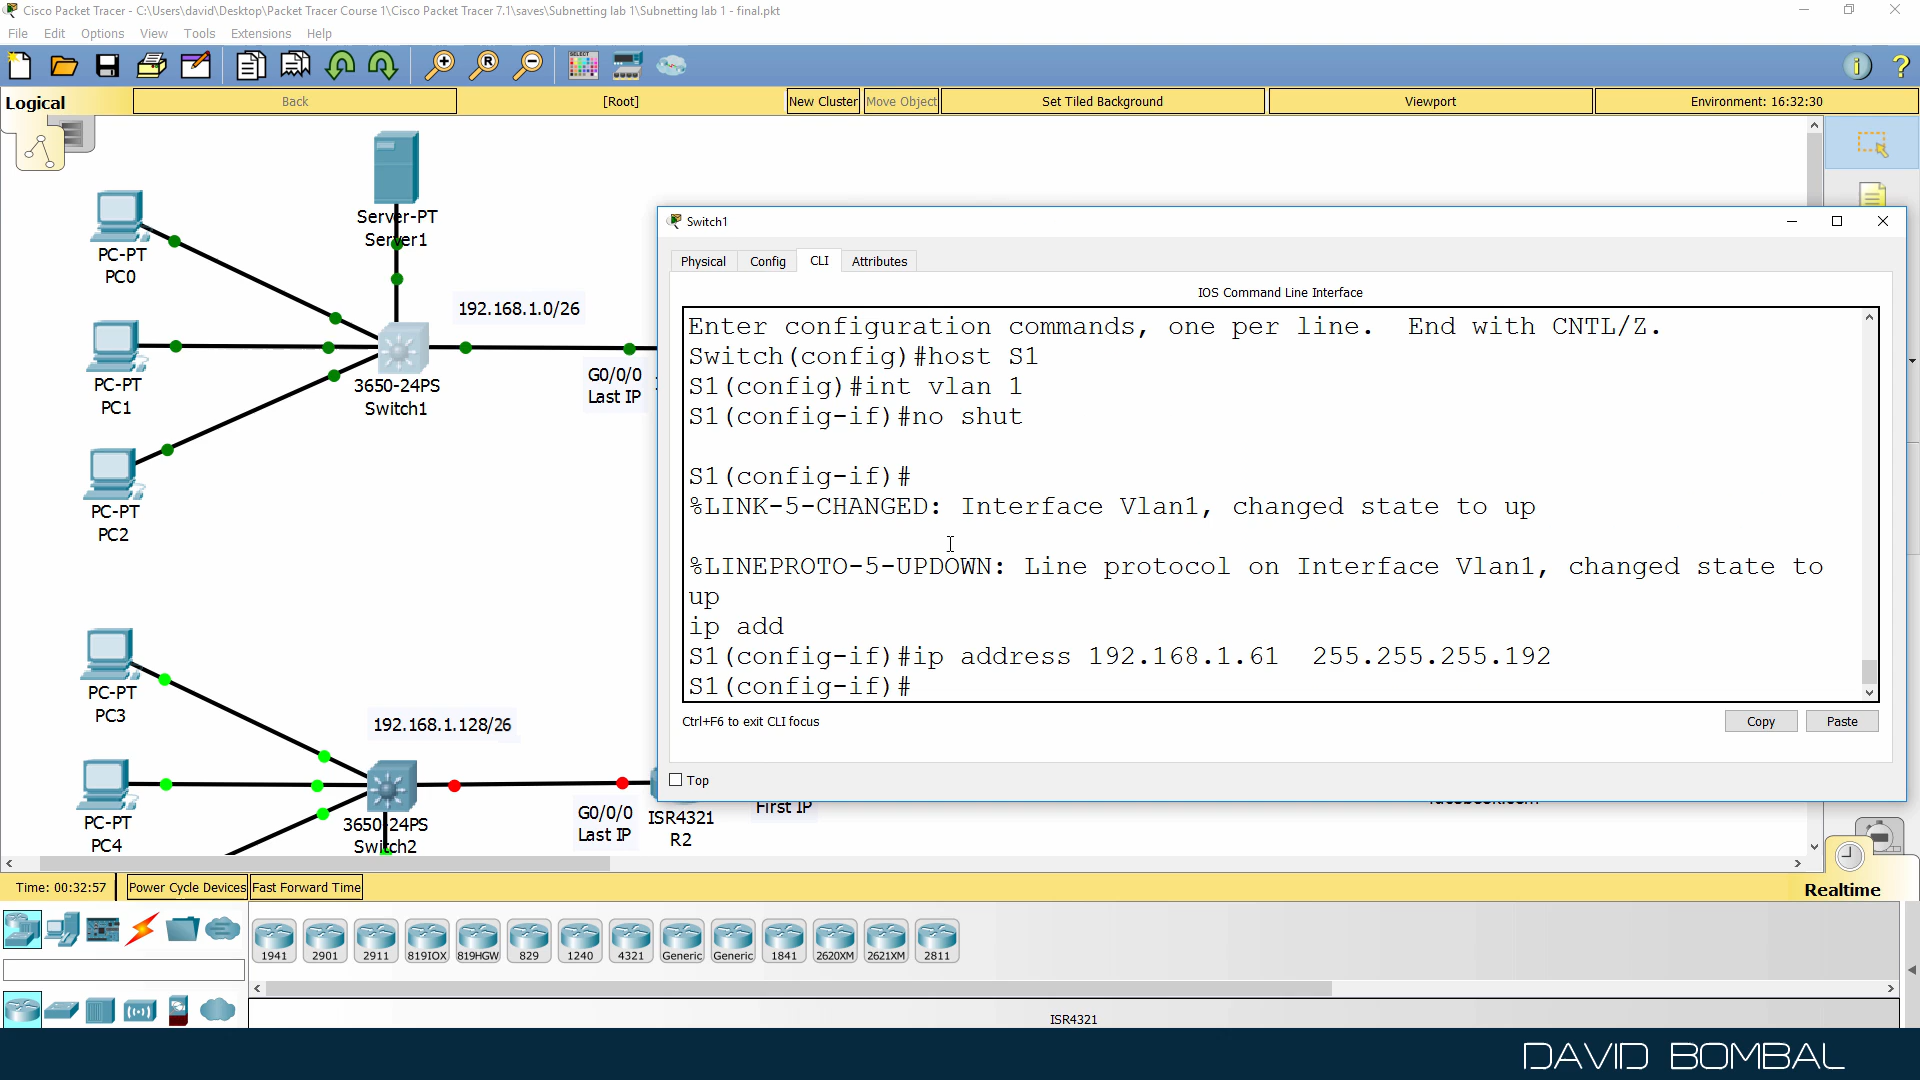 Cisco Packet Tracer - C:\Users\david\Desktop\Packet Tracer Course 1\Cisco Packet Tracer 7.1\saves\Subnetting lab 1\Subnetting lab 1 - final.pkt
File Edit Options View Tools Extensions Help
Logical
Back
[Root]
New Cluster
Move Object
Set Tiled Background
Viewport
Environment: 16:32:30
Server-PT
Server1
PC-PT
PC0
192.168.1.0/26
PC-PT
PC1
3650-24PS
Switch1
G0/0/0
Last IP
PC-PT
PC2
PC-PT
PC3
192.168.1.128/26
PC-PT
PC4
3650-24PS
Switch2
G0/0/0
Last IP
ISR4321
R2
First IP
Switch1
Physical
Config
CLI
Attributes
IOS Command Line Interface
Enter configuration commands, one per line.  End with CNTL/Z.
Switch(config)#host S1
S1(config)#int vlan 1
S1(config-if)#no shut
S1(config-if)#
%LINK-5-CHANGED: Interface Vlan1, changed state to up
%LINEPROTO-5-UPDOWN: Line protocol on Interface Vlan1, changed state to
up
ip add
S1(config-if)#ip address 192.168.1.61  255.255.255.192
S1(config-if)#
Ctrl+F6 to exit CLI focus
Copy
Paste
Top
Time: 00:32:57
Power Cycle Devices
Fast Forward Time
Realtime
1941
2901
2911
819IOX
819HGW
829
1240
4321
Generic
Generic
1841
2620XM
2621XM
2811
ISR4321
DAVID BOMBAL